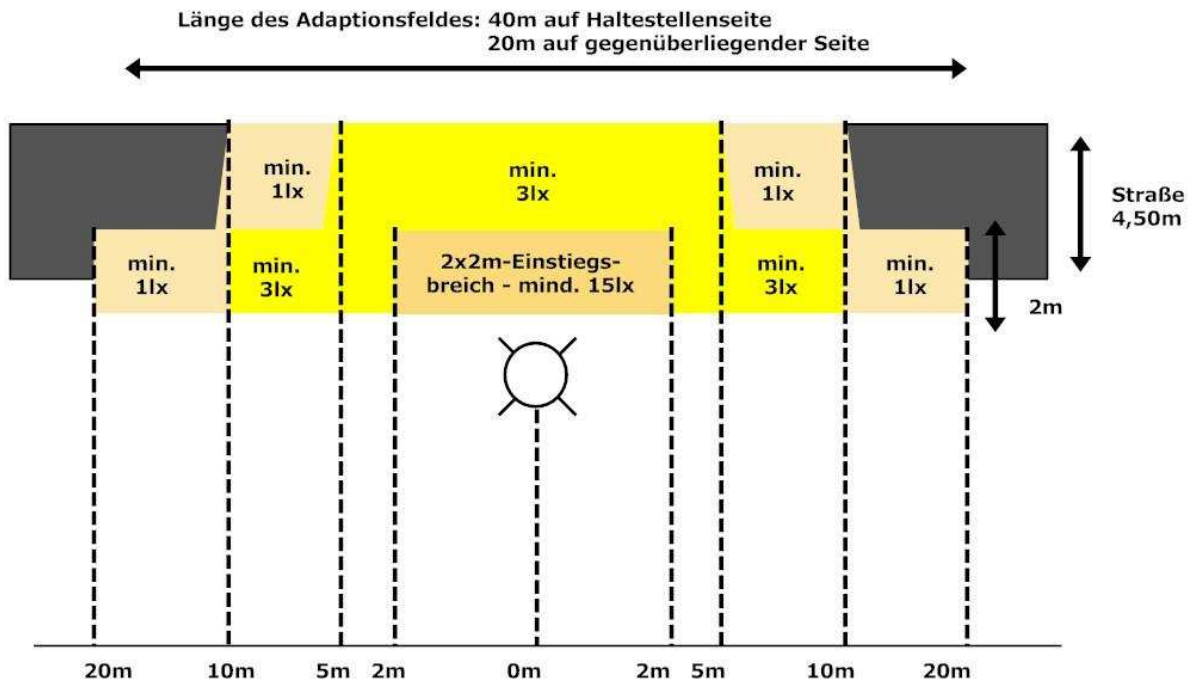 Länge des Adaptionsfeldes: 40m auf Haltestellenseite
20m auf gegenüberliegender Seite
min.
1lx
min.
3lx
min.
1lx
Straße
4,50m
min.
1lx
min.
3lx
2x2m-Einstiegs-
breich - mind. 15lx
min.
3lx
min.
1lx
2m
20m
10m
5m
2m
0m
2m
5m
10m
20m